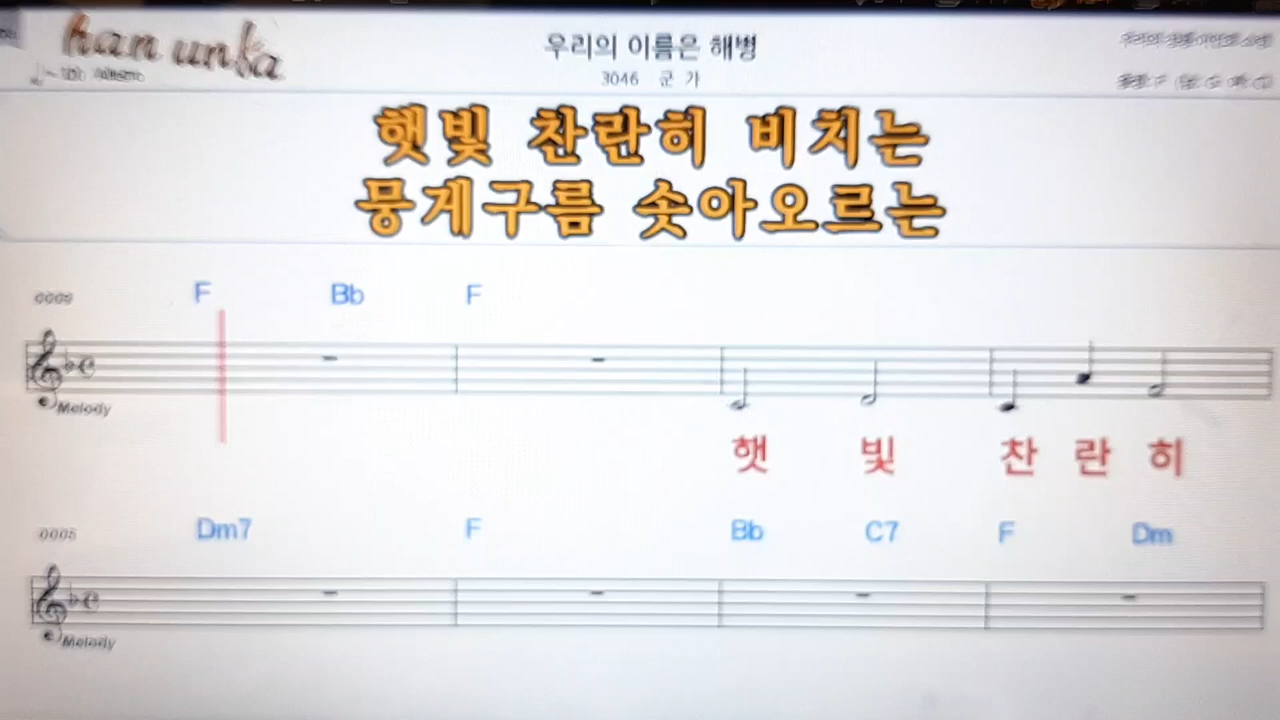 han unba
우리의 이름은 해병
3046 군 가
햇빛 찬란히 비치는
뭉게구름 솟아오르는
F Bb F
Melody
햇 빛 찬 란 히
0005 Dm7 F Bb C7 F Dm
Melody